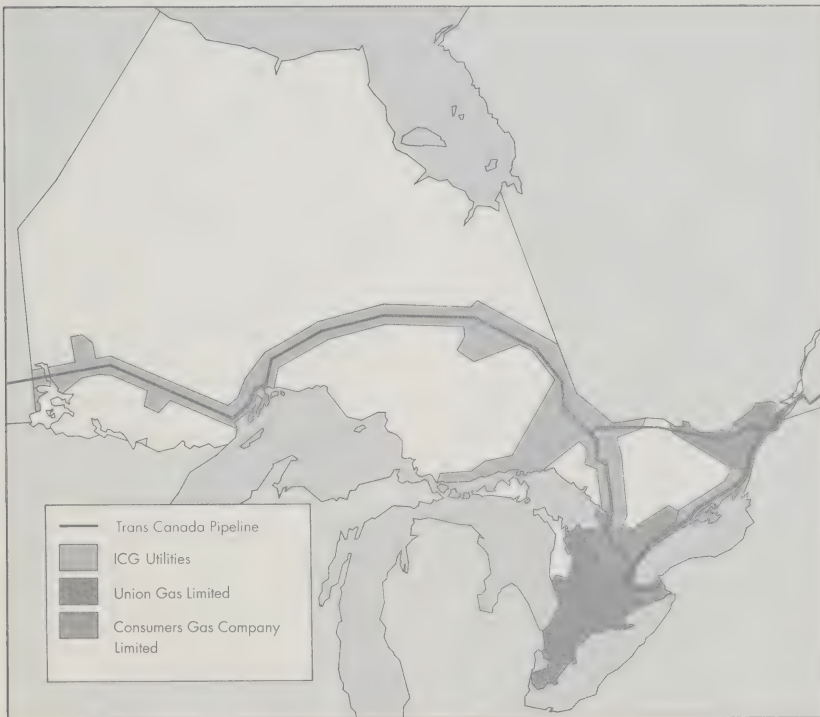 Trans Canada Pipeline
ICG Utilities
Union Gas Limited
Consumers Gas Company
Limited